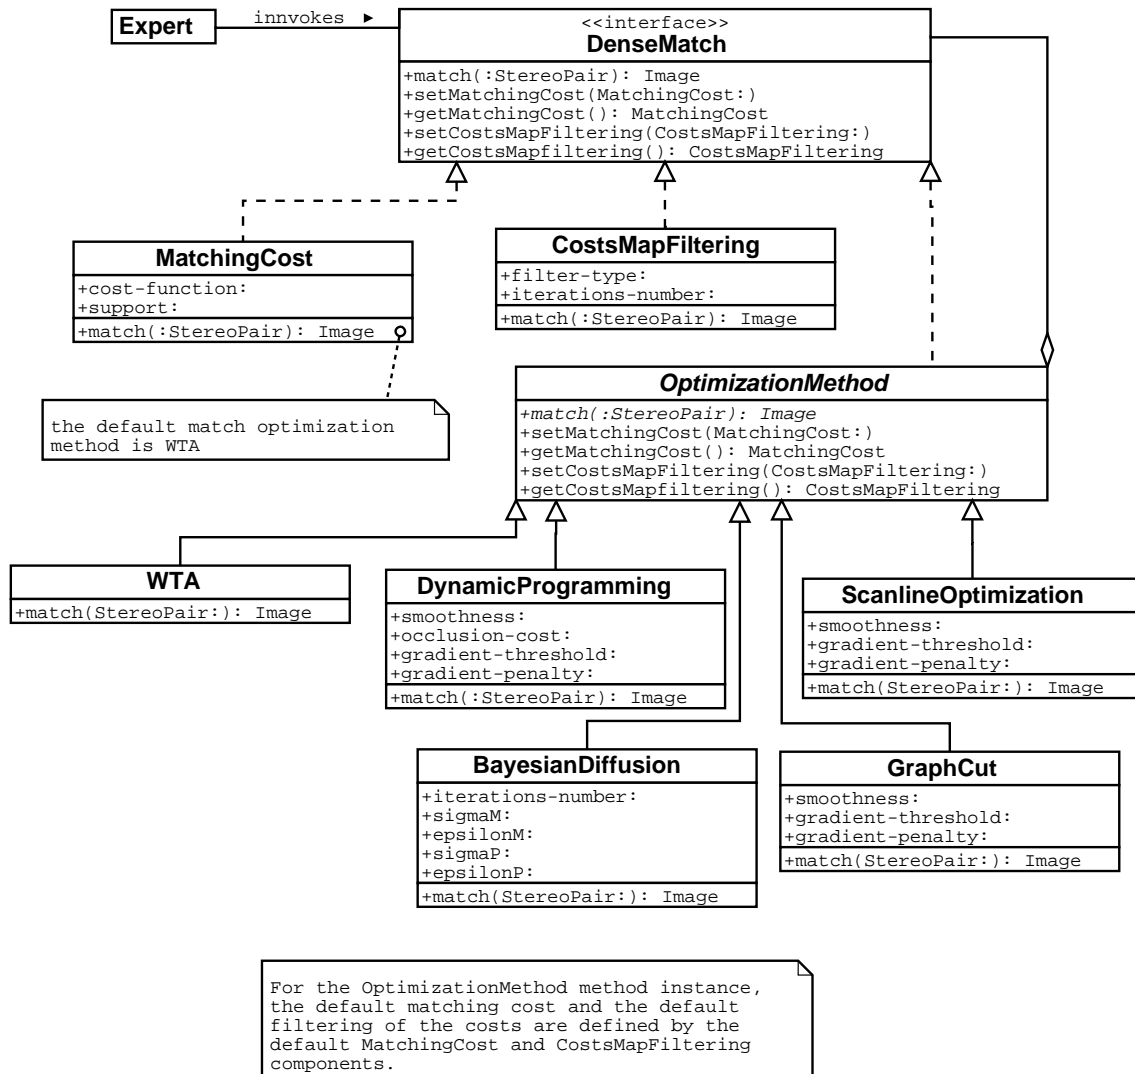 Expert
innvokes ►
<<interface>>
DenseMatch
+match(:StereoPair): Image
+setMatchingCost(MatchingCost:)
+getMatchingCost(): MatchingCost
+setCostsMapFiltering(CostsMapFiltering:)
+getCostsMapfiltering(): CostsMapFiltering
MatchingCost
+cost-function:
+support:
+match(:StereoPair): Image
CostsMapFiltering
+filter-type:
+iterations-number:
+match(:StereoPair): Image
the default match optimization
method is WTA
OptimizationMethod
+match(:StereoPair): Image
+setMatchingCost(MatchingCost:)
+getMatchingCost(): MatchingCost
+setCostsMapFiltering(CostsMapFiltering:)
+getCostsMapfiltering(): CostsMapFiltering
WTA
+match(StereoPair:): Image
DynamicProgramming
+smoothness:
+occlusion-cost:
+gradient-threshold:
+gradient-penalty:
+match(:StereoPair): Image
ScanlineOptimization
+smoothness:
+gradient-threshold:
+gradient-penalty:
+match(StereoPair:): Image
BayesianDiffusion
+iterations-number:
+sigmaM:
+epsilonM:
+sigmaP:
+epsilonP:
+match(StereoPair:): Image
GraphCut
+smoothness:
+gradient-threshold:
+gradient-penalty:
+match(StereoPair:): Image
For the OptimizationMethod method instance,
the default matching cost and the default
filtering of the costs are defined by the
default MatchingCost and CostsMapFiltering
components.